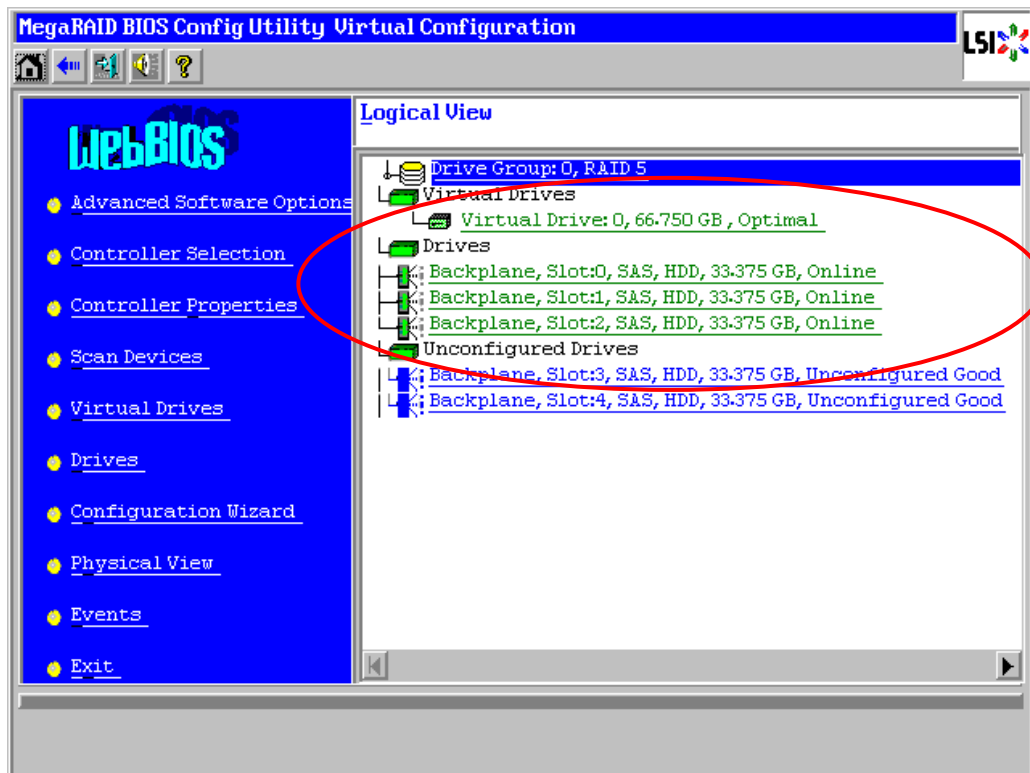 MegaRAID BIOS Config Utility Virtual Configuration
LSI
WebBIOS
Logical View
Advanced Software Options
Controller Selection
Controller Properties
Scan Devices
Virtual Drives
Drives
Configuration Wizard
Physical View
Events
Exit
Drive Group: 0, RAID 5
Virtual Drives
Virtual Drive: 0, 66.750 GB , Optimal
Drives
Backplane, Slot:0, SAS, HDD, 33.375 GB, Online
Backplane, Slot:1, SAS, HDD, 33.375 GB, Online
Backplane, Slot:2, SAS, HDD, 33.375 GB, Online
Unconfigured Drives
Backplane, Slot:3, SAS, HDD, 33.375 GB, Unconfigured Good
Backplane, Slot:4, SAS, HDD, 33.375 GB, Unconfigured Good